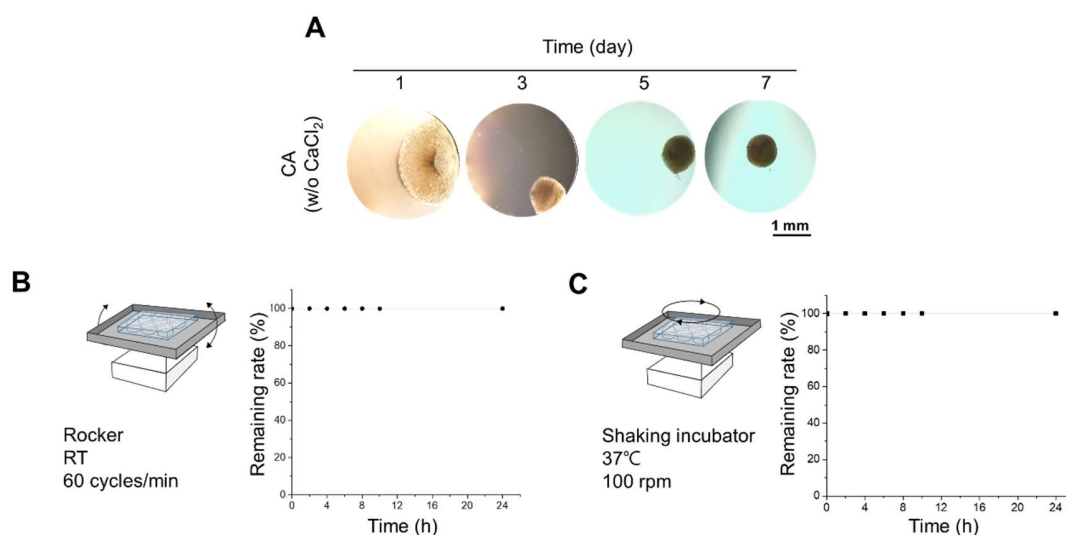 A
Time (day)
1 3 5 7
CA
(w/o CaCl₂)
1 mm
B
Rocker
RT
60 cycles/min
Remaining rate (%)
100
80
60
40
20
0
0 4 8 12 16 20 24
Time (h)
C
Shaking incubator
37℃
100 rpm
Remaining rate (%)
100
80
60
40
20
0
0 4 8 12 16 20 24
Time (h)